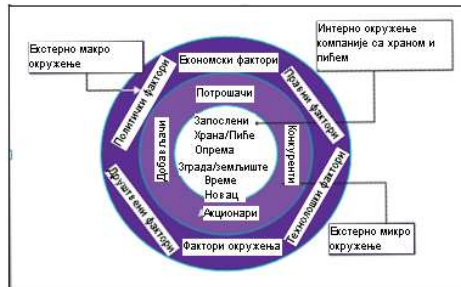 Екстерно макро
окружење
Интерно окружење
компаније са храном и
пићем
Економски фактори
Политички фактори
Правни фактори
Потрошачи
Добављачи
Конкуренти
Запослени
Храна/Пиће
Опрема
Зграда/земљиште
Време
Новац
Акционари
Друштвени фактори
Технолошки фактори
Фактори окружења
Екстерно микро
окружење